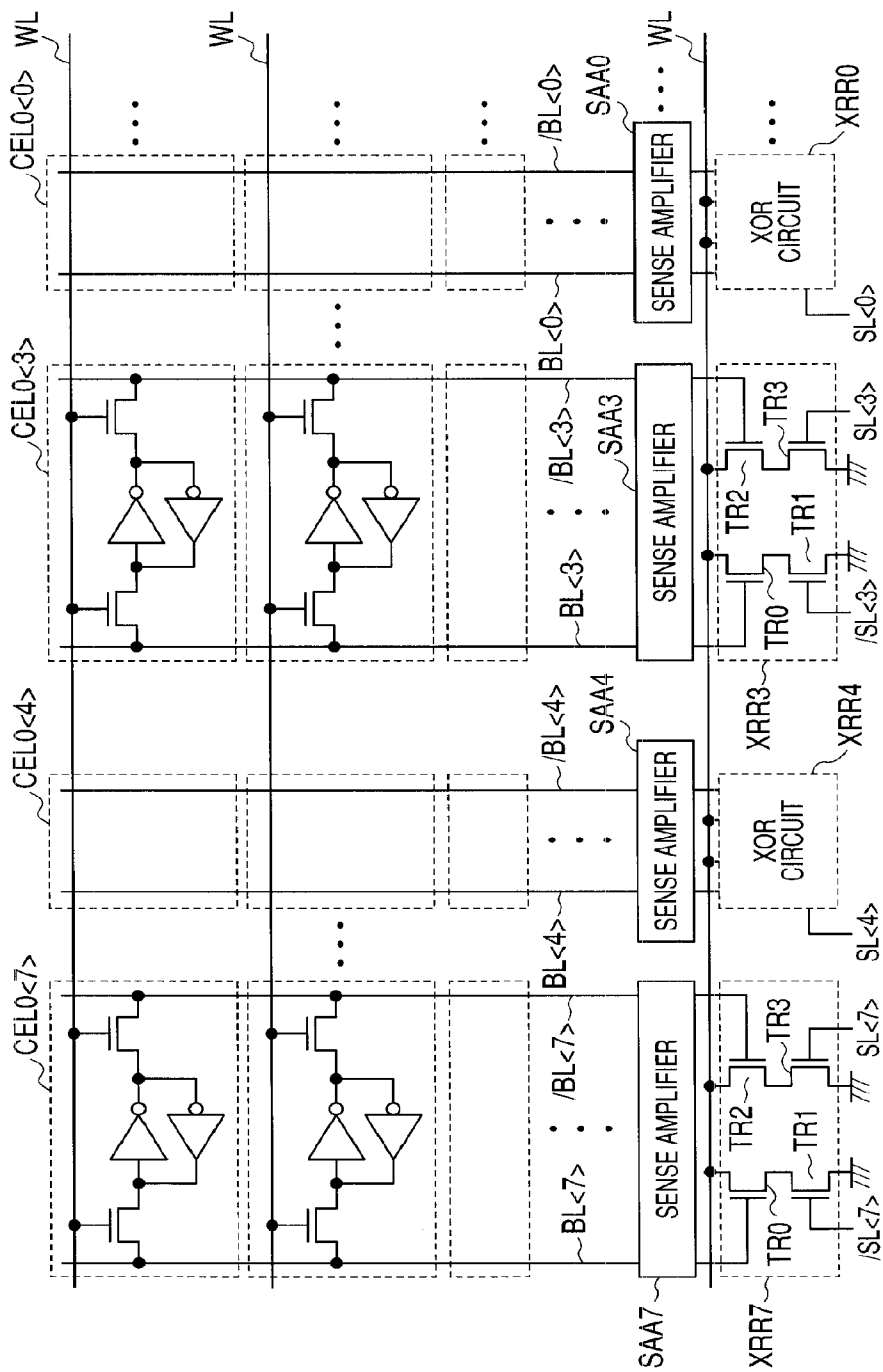 CEL0<7>
CEL0<4>
CEL0<3>
CEL0<0>
WL
WL
BL<7>
/BL<7>
BL<4>
/BL<4>
BL<3>
/BL<3>
BL<0>
/BL<0>
SAA7
SENSE AMPLIFIER
SAA4
SENSE AMPLIFIER
SAA3
SENSE AMPLIFIER
SAA0
SENSE AMPLIFIER
WL
XRR7
TR0
TR1
TR2
TR3
/SL<7>
SL<7>
XRR4
XOR
CIRCUIT
SL<4>
XRR3
TR0
TR1
TR2
TR3
/SL<3>
SL<3>
XRR0
XOR
CIRCUIT
SL<0>